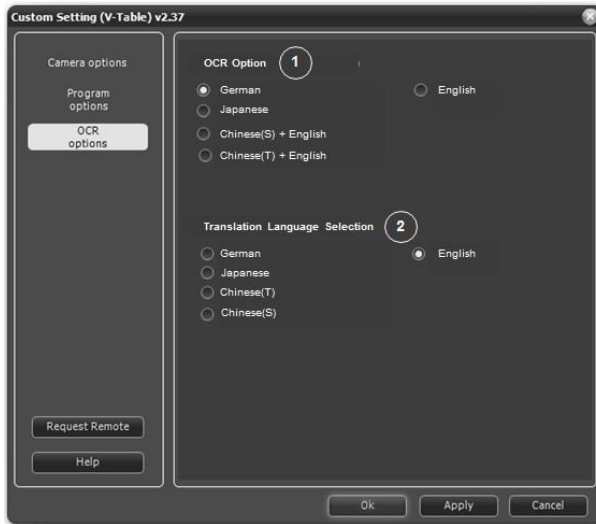 Custom Setting (V-Table) v2.37
Camera options
Program
options
OCR
options
Request Remote
Help
OCR Option 1
German English
Japanese
Chinese(S) + English
Chinese(T) + English
Translation Language Selection 2
German English
Japanese
Chinese(T)
Chinese(S)
Ok Apply Cancel